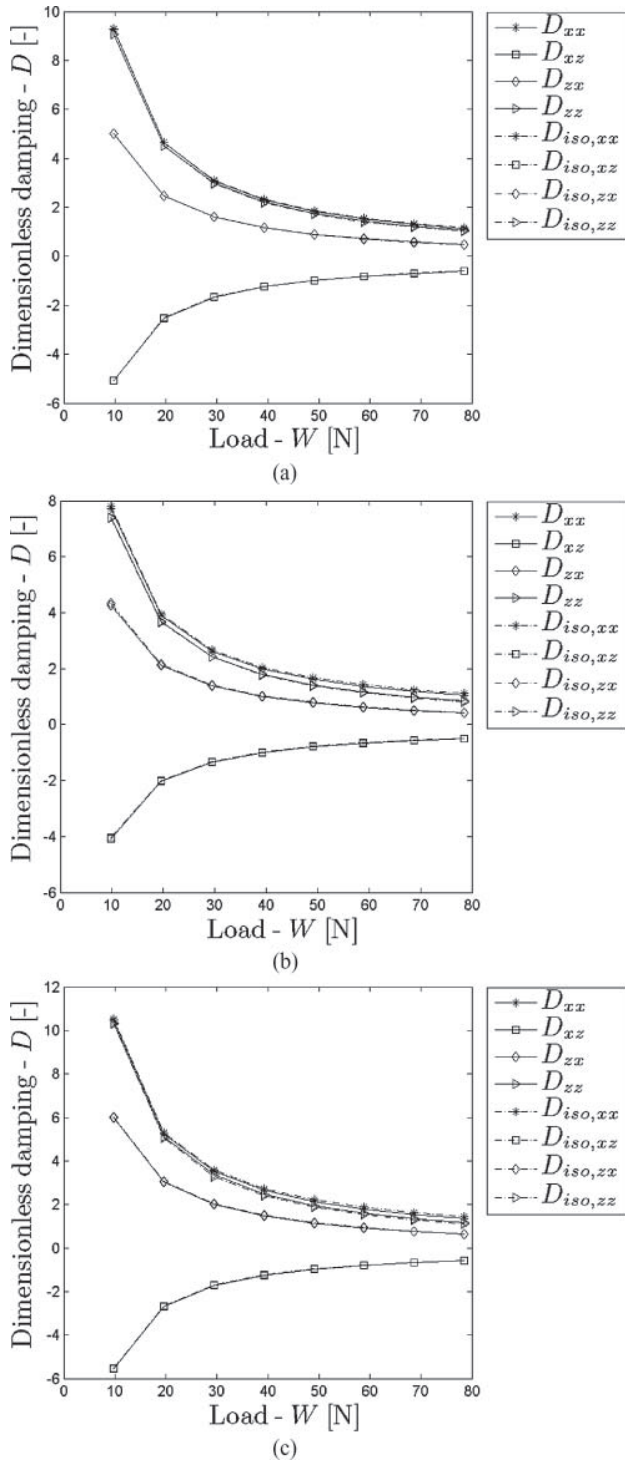 Dimensionless damping - D [-]
10
8
6
4
2
0
-2
-4
-6
0 10 20 30 40 50 60 70 80
Load - W [N]
D_xx
D_xz
D_zx
D_zz
D_iso,xx
D_iso,xz
D_iso,zx
D_iso,zz
(a)
Dimensionless damping - D [-]
8
6
4
2
0
-2
-4
-6
0 10 20 30 40 50 60 70 80
Load - W [N]
D_xx
D_xz
D_zx
D_zz
D_iso,xx
D_iso,xz
D_iso,zx
D_iso,zz
(b)
Dimensionless damping - D [-]
12
10
8
6
4
2
0
-2
-4
-6
0 10 20 30 40 50 60 70 80
Load - W [N]
D_xx
D_xz
D_zx
D_zz
D_iso,xx
D_iso,xz
D_iso,zx
D_iso,zz
(c)